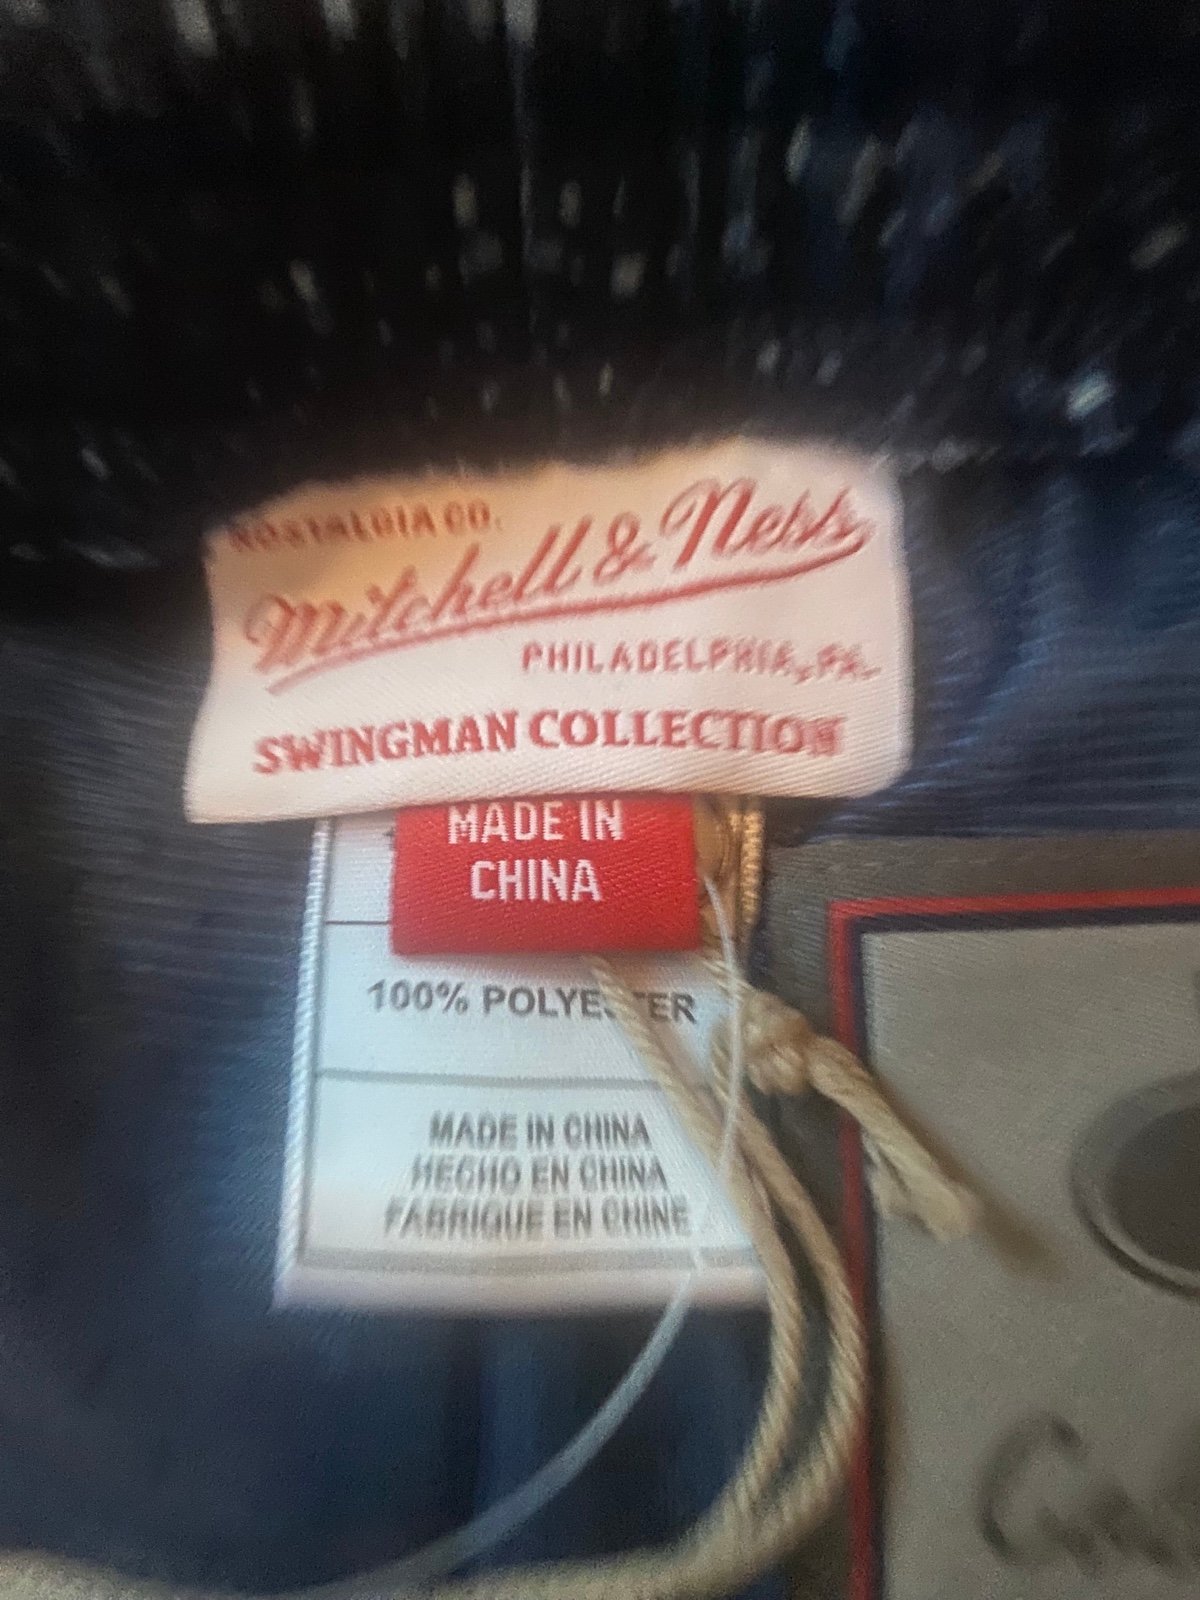 NOSTALGIA CO.
Mitchell & Ness
PHILADELPHIA, PA.
SWINGMAN COLLECTION
MADE IN
CHINA
100% POLYESTER
MADE IN CHINA
HECHO EN CHINA
FABRIQUE EN CHINE